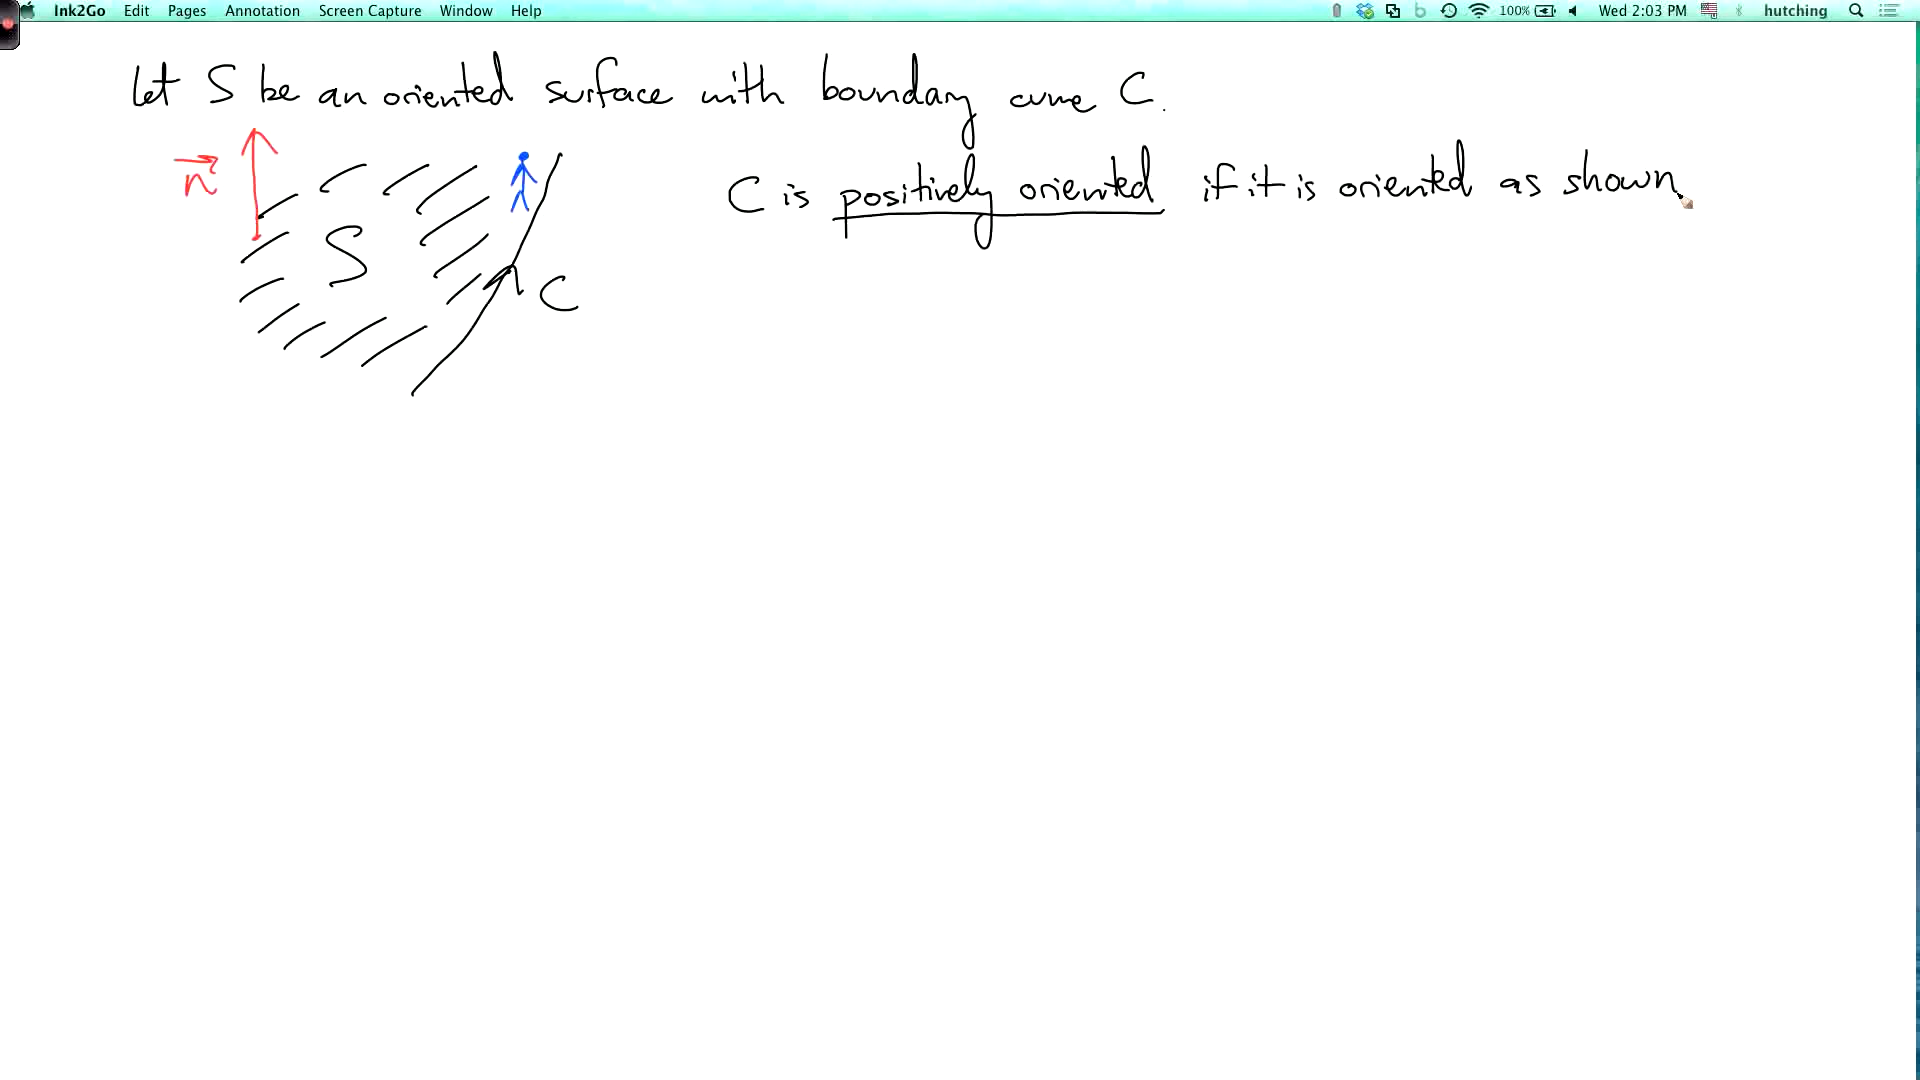 Ink2Go Edit Pages Annotation Screen Capture Window Help 100% Wed 2:03 PM hutching
Let S be an oriented surface with boundary curve C.
C is positively oriented if it is oriented as shown
n
S
C